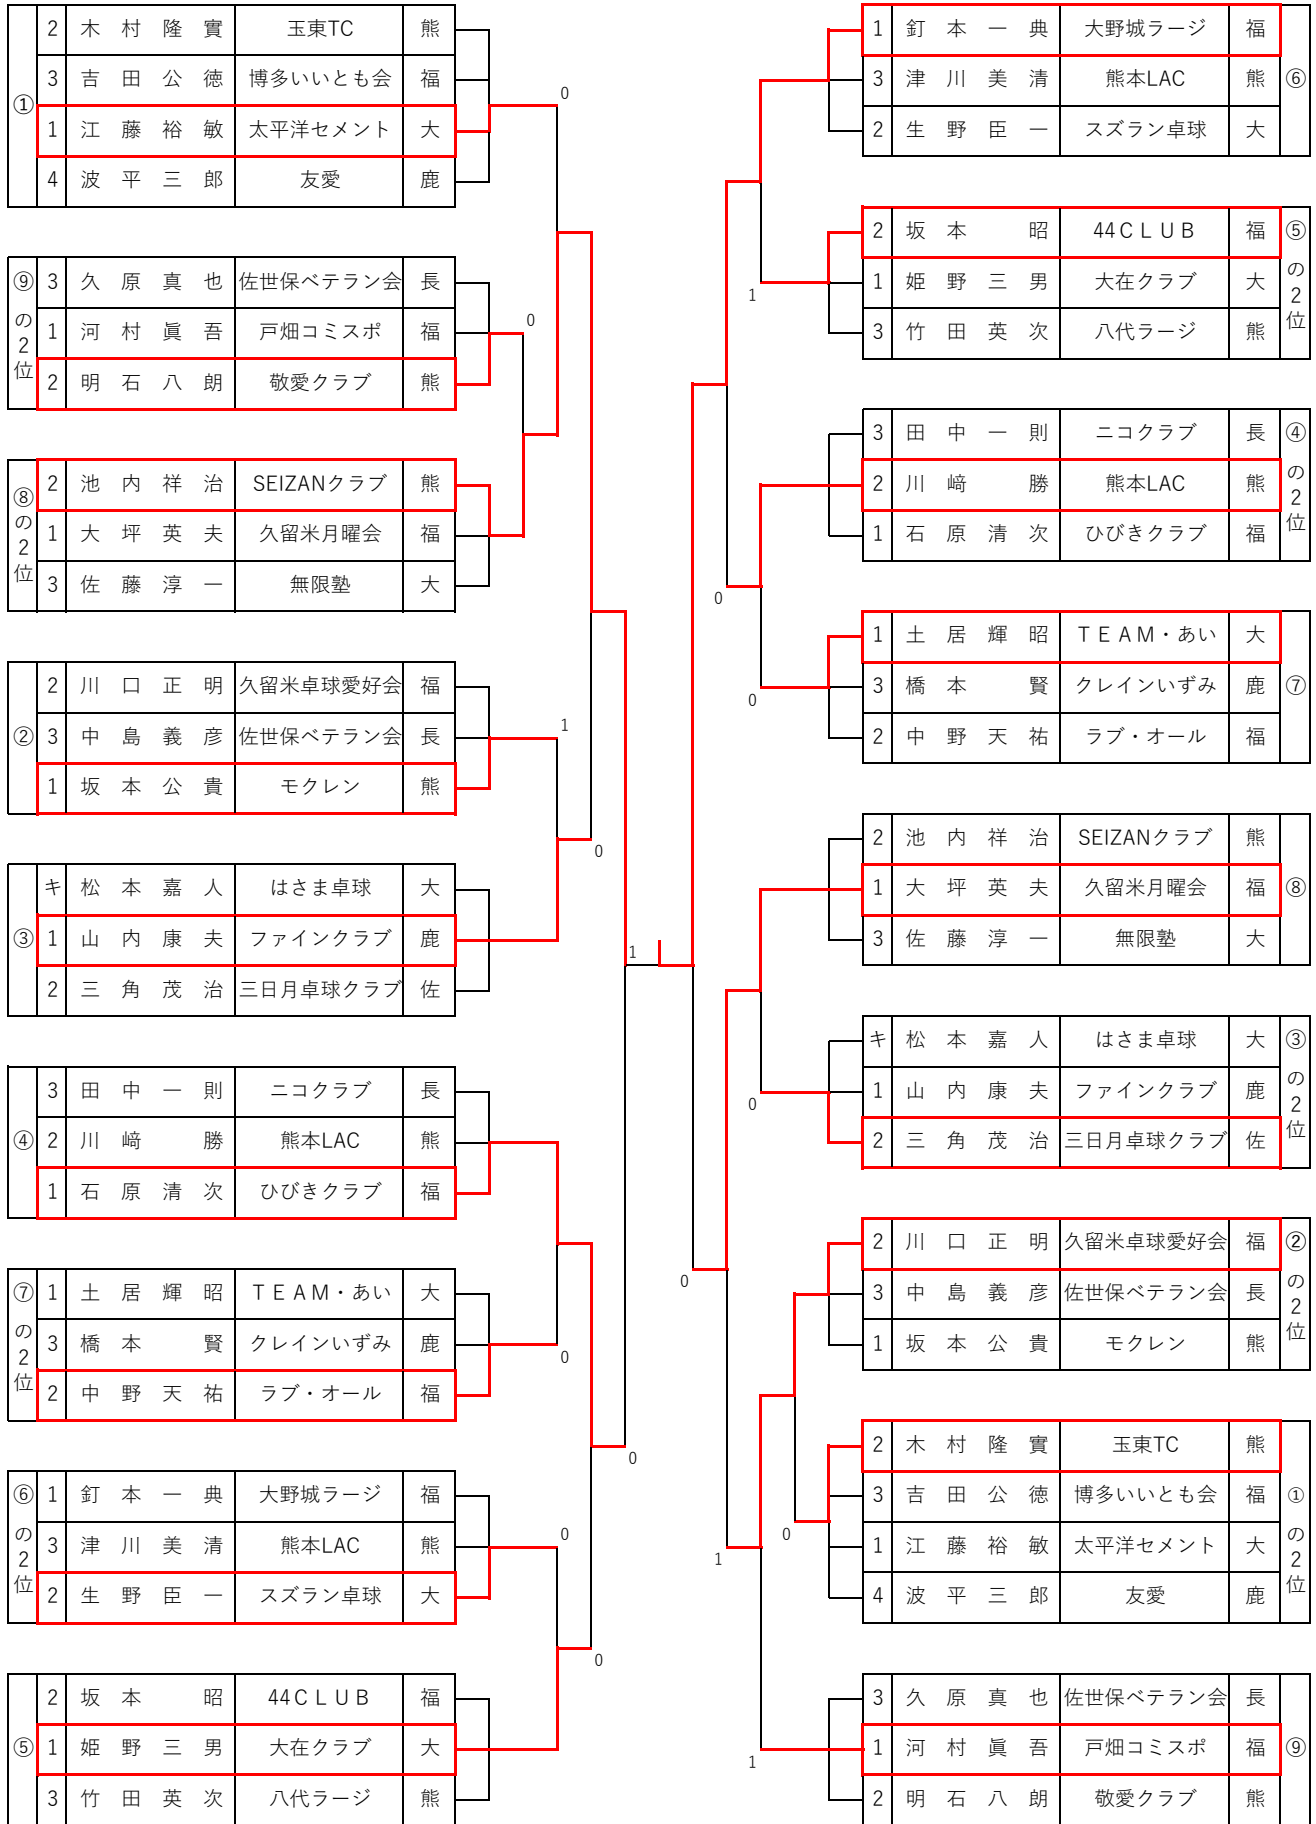 ①
2 木村隆實 玉東TC 熊
3 吉田公徳 博多いいとも会 福
1 江藤裕敏 太平洋セメント 大
4 波平三郎 友愛 鹿
0
⑨の2位
3 久原真也 佐世保ベテラン会 長
1 河村眞吾 戸畑コミスポ 福
2 明石八朗 敬愛クラブ 熊
0
⑧の2位
2 池内祥治 SEIZANクラブ 熊
1 大坪英夫 久留米月曜会 福
3 佐藤淳一 無限塾 大
②
2 川口正明 久留米卓球愛好会 福
3 中島義彦 佐世保ベテラン会 長
1 坂本公貴 モクレン 熊
1
0
③
キ 松本嘉人 はさま卓球 大
1 山内康夫 ファインクラブ 鹿
2 三角茂治 三日月卓球クラブ 佐
1
④
3 田中一則 ニコクラブ 長
2 川﨑勝 熊本LAC 熊
1 石原清次 ひびきクラブ 福
⑦の2位
1 土居輝昭 TEAM・あい 大
3 橋本賢 クレインいずみ 鹿
2 中野天祐 ラブ・オール 福
0
0
⑥の2位
1 釘本一典 大野城ラージ 福
3 津川美清 熊本LAC 熊
2 生野臣一 スズラン卓球 大
0
0
⑤
2 坂本昭 44CLUB 福
1 姫野三男 大在クラブ 大
3 竹田英次 八代ラージ 熊
1 釘本一典 大野城ラージ 福
3 津川美清 熊本LAC 熊
2 生野臣一 スズラン卓球 大
⑥
2 坂本昭 44CLUB 福
1 姫野三男 大在クラブ 大
3 竹田英次 八代ラージ 熊
⑤の2位
1
3 田中一則 ニコクラブ 長
2 川﨑勝 熊本LAC 熊
1 石原清次 ひびきクラブ 福
④の2位
0
1 土居輝昭 TEAM・あい 大
3 橋本賢 クレインいずみ 鹿
2 中野天祐 ラブ・オール 福
⑦
0
2 池内祥治 SEIZANクラブ 熊
1 大坪英夫 久留米月曜会 福
3 佐藤淳一 無限塾 大
⑧
キ 松本嘉人 はさま卓球 大
1 山内康夫 ファインクラブ 鹿
2 三角茂治 三日月卓球クラブ 佐
③の2位
0
2 川口正明 久留米卓球愛好会 福
3 中島義彦 佐世保ベテラン会 長
1 坂本公貴 モクレン 熊
②の2位
0
2 木村隆實 玉東TC 熊
3 吉田公徳 博多いいとも会 福
1 江藤裕敏 太平洋セメント 大
4 波平三郎 友愛 鹿
①の2位
0
1
3 久原真也 佐世保ベテラン会 長
1 河村眞吾 戸畑コミスポ 福
2 明石八朗 敬愛クラブ 熊
⑨
1